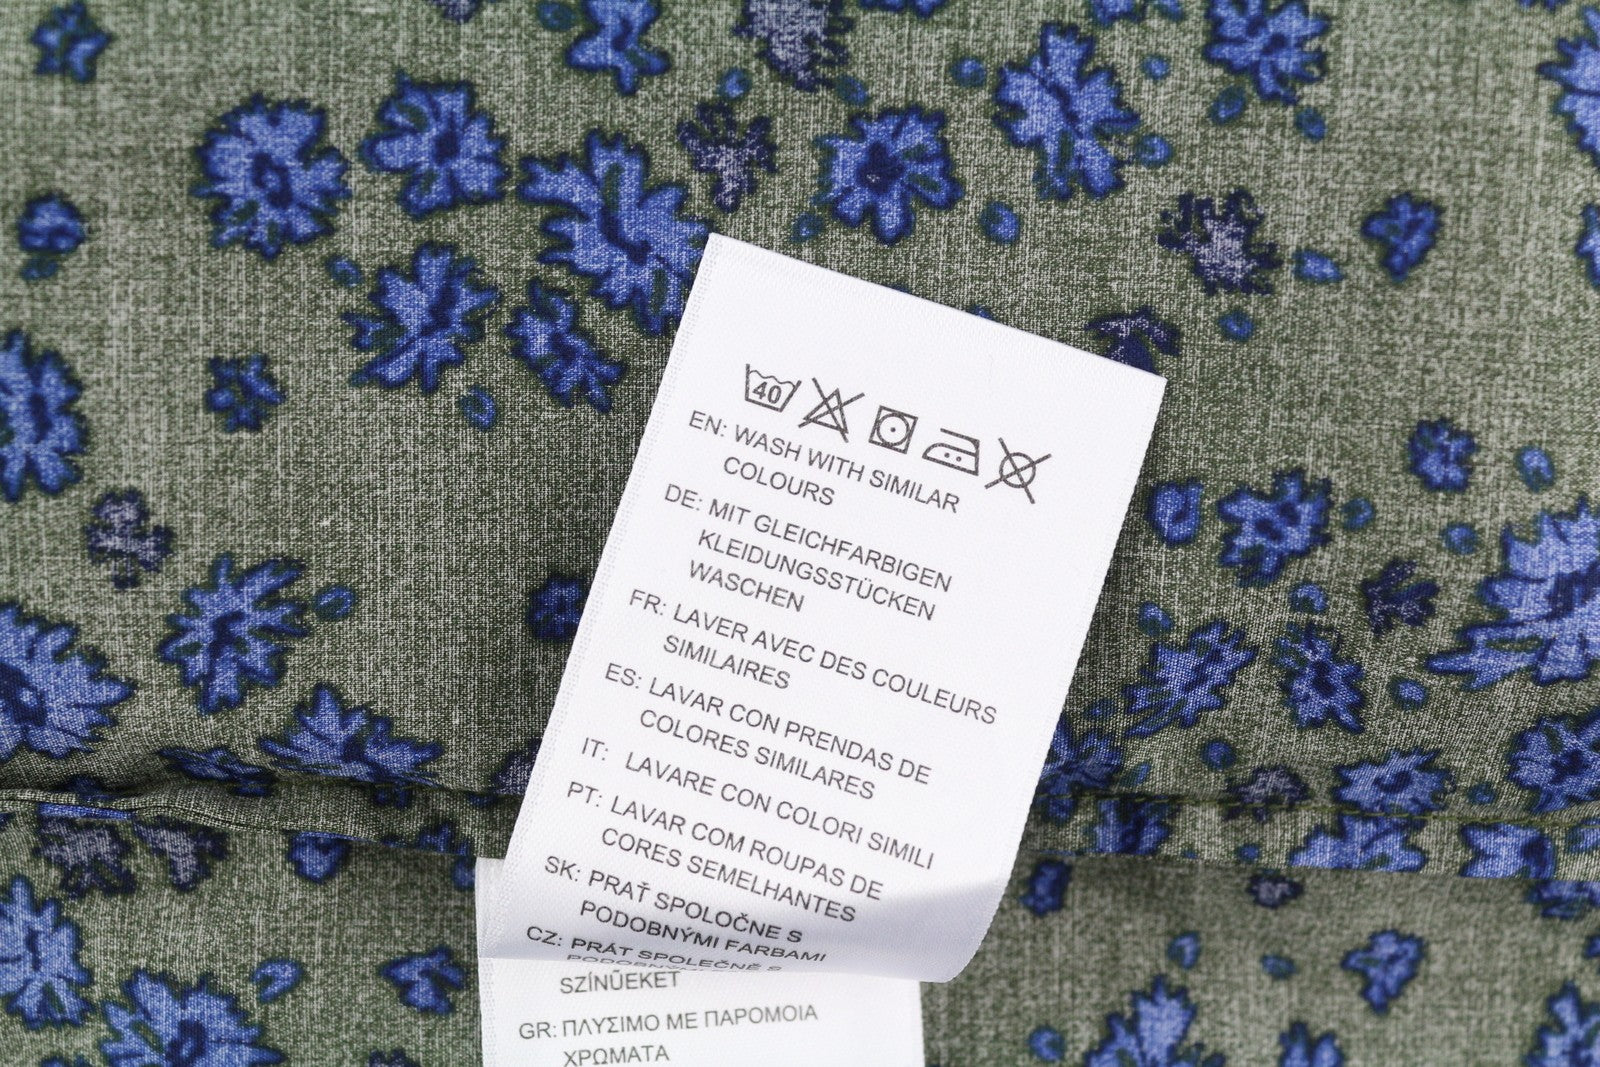 40
EN: WASH WITH SIMILAR
COLOURS
DE: MIT GLEICHFARBIGEN
KLEIDUNGSSTÜCKEN
WASCHEN
FR: LAVER AVEC DES COULEURS
SIMILAIRES
ES: LAVAR CON PRENDAS DE
COLORES SIMILARES
IT: LAVARE CON COLORI SIMILI
PT: LAVAR COM ROUPAS DE
CORES SEMELHANTES
SK: PRAŤ SPOLOČNE S
PODOBNÝMI FARBAMI
CZ: PRÁT SPOLEČNĚ S
SZÍNŰEKET
GR: ΠΛΥΣΙΜΟ ΜΕ ΠΑΡΟΜΟΙΑ
ΧΡΩΜΑΤΑ